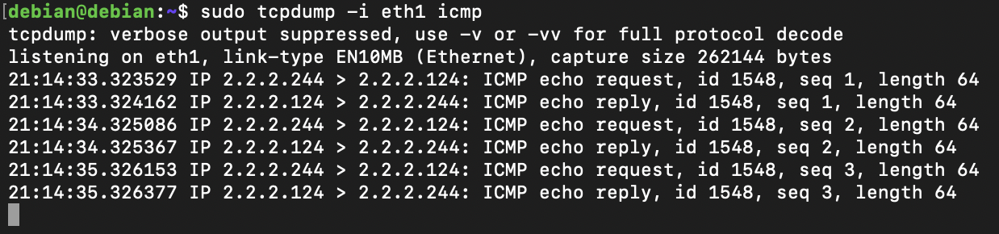 [debian@debian:~$ sudo tcpdump -i eth1 icmp
tcpdump: verbose output suppressed, use -v or -vv for full protocol decode
listening on eth1, link-type EN10MB (Ethernet), capture size 262144 bytes
21:14:33.323529 IP 2.2.2.244 > 2.2.2.124: ICMP echo request, id 1548, seq 1, length 64
21:14:33.324162 IP 2.2.2.124 > 2.2.2.244: ICMP echo reply, id 1548, seq 1, length 64
21:14:34.325086 IP 2.2.2.244 > 2.2.2.124: ICMP echo request, id 1548, seq 2, length 64
21:14:34.325367 IP 2.2.2.124 > 2.2.2.244: ICMP echo reply, id 1548, seq 2, length 64
21:14:35.326153 IP 2.2.2.244 > 2.2.2.124: ICMP echo request, id 1548, seq 3, length 64
21:14:35.326377 IP 2.2.2.124 > 2.2.2.244: ICMP echo reply, id 1548, seq 3, length 64